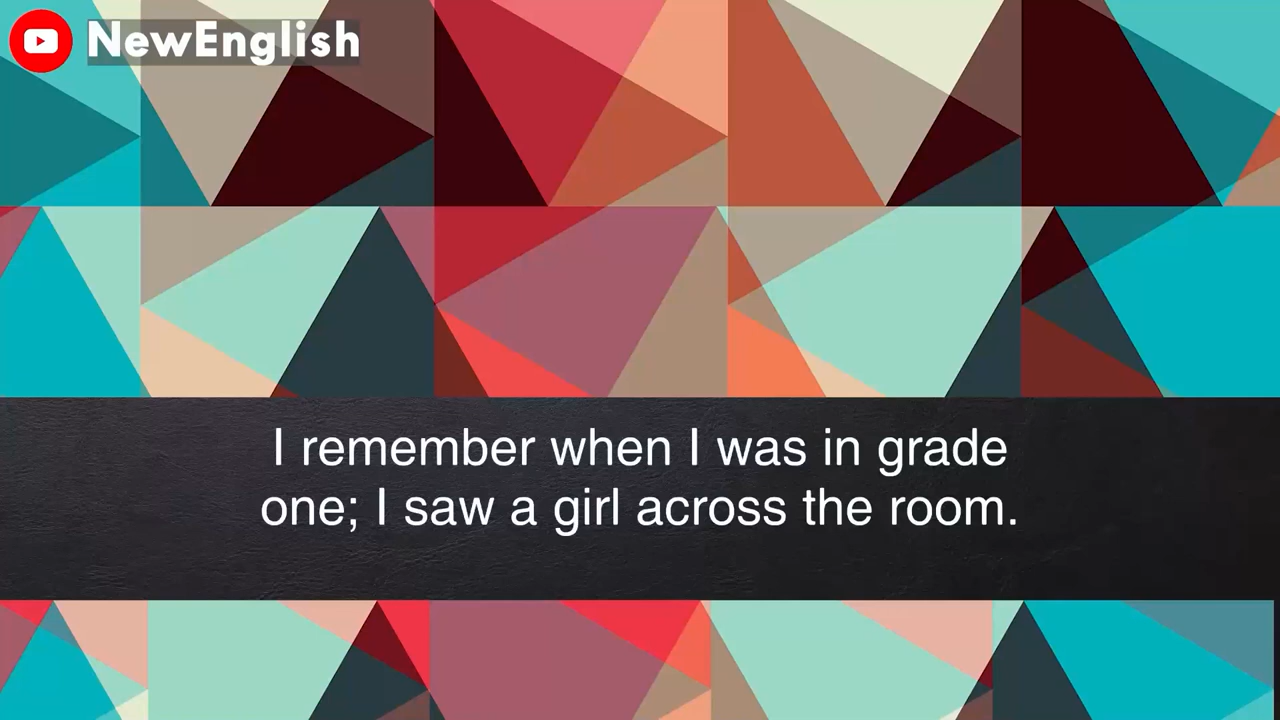 NewEnglish
I remember when I was in grade
one; I saw a girl across the room.